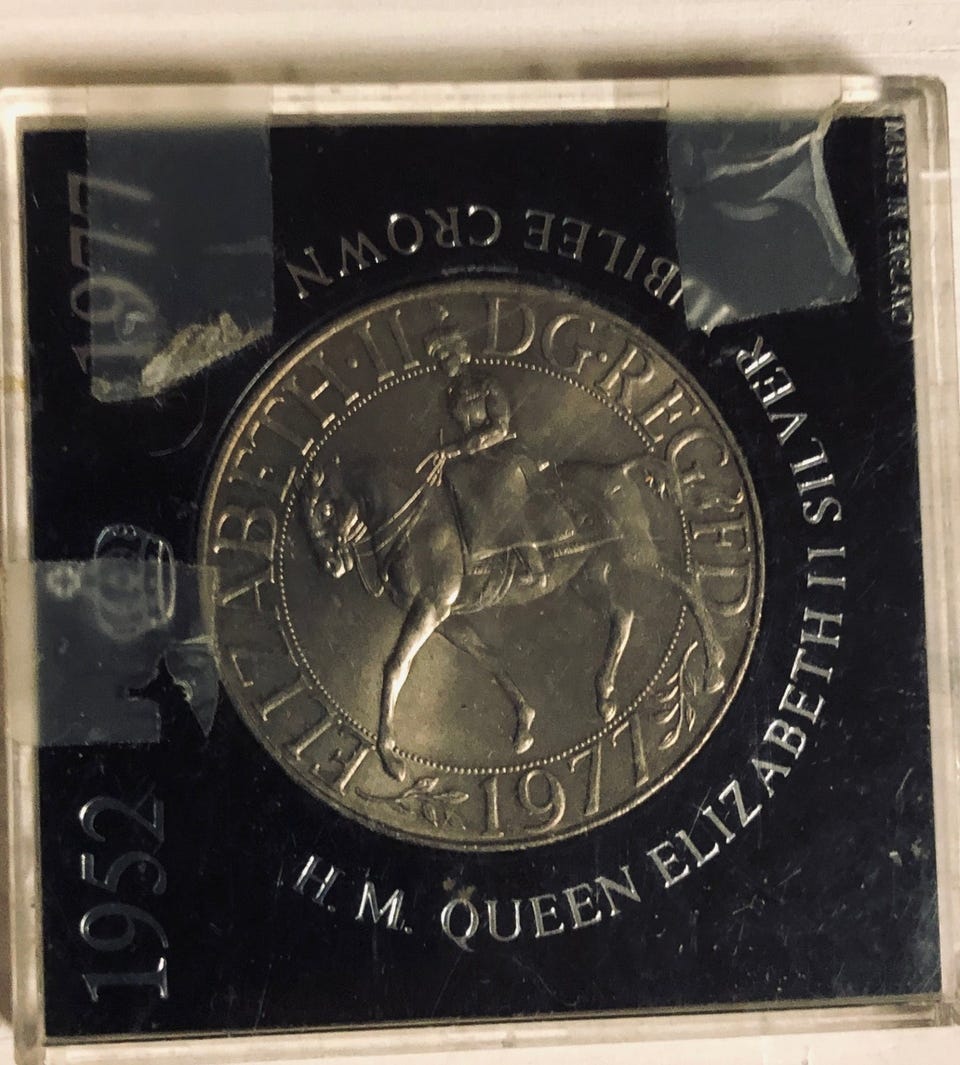 H. M. QUEEN ELIZABETH II SILVER JUBILEE CROWN
1952 1977
MADE IN ENGLAND
ELIZABETH·II DG·REG FD
1977